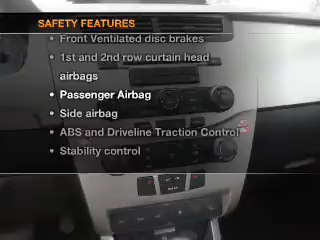 SAFETY FEATURES
• Front Ventilated disc brakes
• 1st and 2nd row curtain head
airbags
• Passenger Airbag
• Side airbag
• ABS and Driveline Traction Control
• Stability control